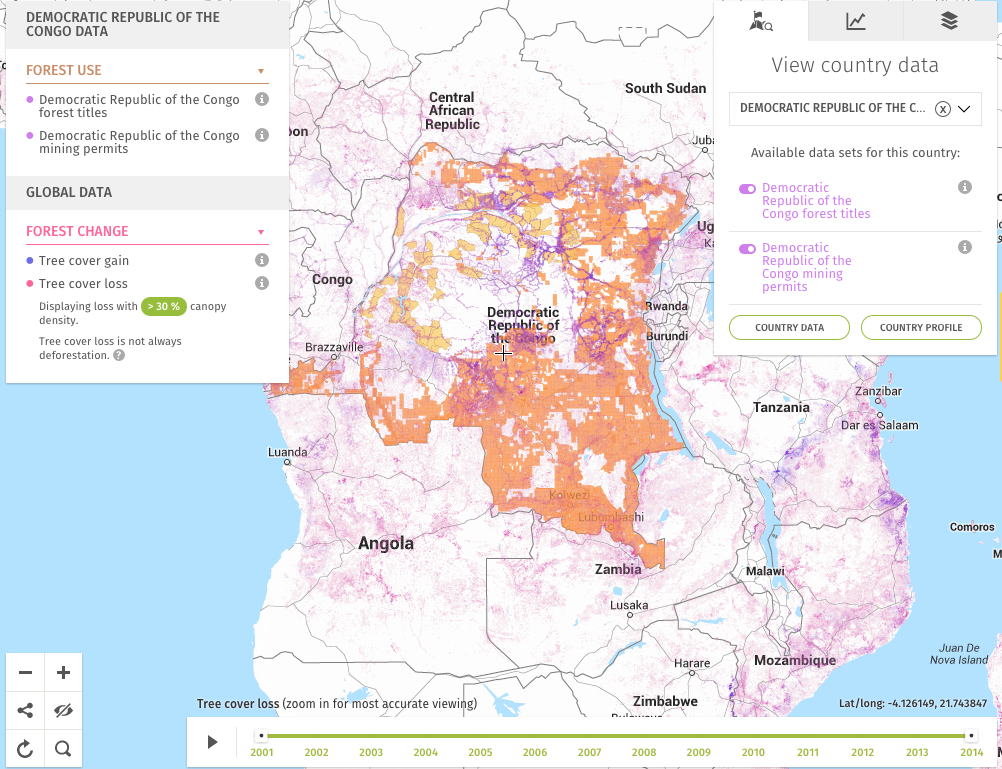 DEMOCRATIC REPUBLIC OF THE
CONGO DATA
FOREST USE
Democratic Republic of the Congo
forest titles
Democratic Republic of the Congo
mining permits
GLOBAL DATA
FOREST CHANGE
Tree cover gain
Tree cover loss
Displaying loss with > 30 % canopy
density.
Tree cover loss is not always
deforestation. ?
View country data
DEMOCRATIC REPUBLIC OF THE C...
Available data sets for this country:
Democratic
Republic of the
Congo forest titles
Democratic
Republic of the
Congo mining
permits
COUNTRY DATA
COUNTRY PROFILE
South Sudan
Central
African
Republic
Juba
Congo
Democratic
Republic of
the Congo
Rwanda
Burundi
Brazzaville
Zanzibar
Tanzania
Dar es Salaam
Luanda
Kolwezi
Lubumbashi
Comoros
Angola
Zambia
Malawi
Lusaka
Juan De
Nova Island
Harare
Mozambique
Zimbabwe
Tree cover loss (zoom in for most accurate viewing)
Lat/long: -4.126149, 21.743847
2001 2002 2003 2004 2005 2006 2007 2008 2009 2010 2011 2012 2013 2014